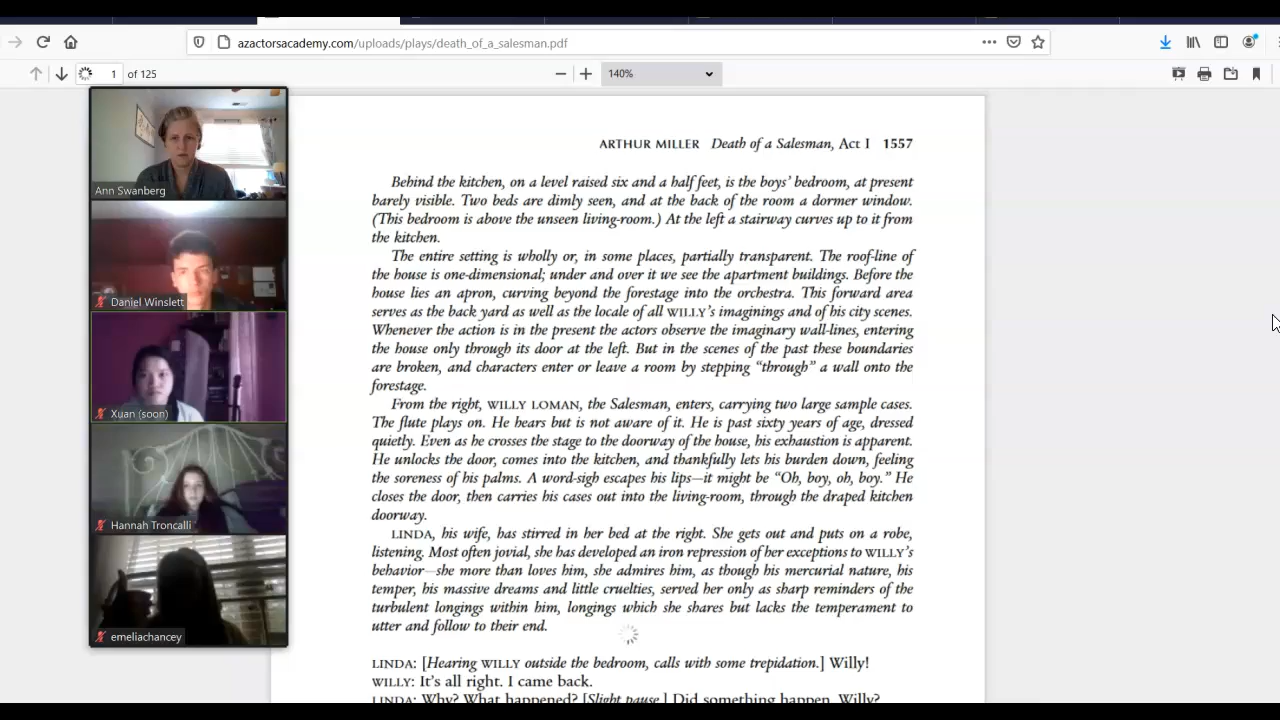 azactorsacademy.com/uploads/plays/death_of_a_salesman.pdf
1 of 125
140%
ARTHUR MILLER Death of a Salesman, Act I 1557
Behind the kitchen, on a level raised six and a half feet, is the boys’ bedroom, at present
barely visible. Two beds are dimly seen, and at the back of the room a dormer window.
(This bedroom is above the unseen living-room.) At the left a stairway curves up to it from
the kitchen.
The entire setting is wholly or, in some places, partially transparent. The roof-line of
the house is one-dimensional; under and over it we see the apartment buildings. Before the
house lies an apron, curving beyond the forestage into the orchestra. This forward area
serves as the back yard as well as the locale of all WILLY’s imaginings and of his city scenes.
Whenever the action is in the present the actors observe the imaginary wall-lines, entering
the house only through its door at the left. But in the scenes of the past these boundaries
are broken, and characters enter or leave a room by stepping “through” a wall onto the
forestage.
From the right, WILLY LOMAN, the Salesman, enters, carrying two large sample cases.
The flute plays on. He hears but is not aware of it. He is past sixty years of age, dressed
quietly. Even as he crosses the stage to the doorway of the house, his exhaustion is apparent.
He unlocks the door, comes into the kitchen, and thankfully lets his burden down, feeling
the soreness of his palms. A word-sigh escapes his lips—it might be “Oh, boy, oh, boy.” He
closes the door, then carries his cases out into the living-room, through the draped kitchen
doorway.
LINDA, his wife, has stirred in her bed at the right. She gets out and puts on a robe,
listening. Most often jovial, she has developed an iron repression of her exceptions to WILLY’s
behavior—she more than loves him, she admires him, as though his mercurial nature, his
temper, his massive dreams and little cruelties, served her only as sharp reminders of the
turbulent longings within him, longings which she shares but lacks the temperament to
utter and follow to their end.
LINDA: [Hearing WILLY outside the bedroom, calls with some trepidation.] Willy!
WILLY: It’s all right. I came back.
LINDA: Why? What happened? [Slight pause.] Did something happen, Willy?
Ann Swanberg
Daniel Winslett
Xuan (soon)
Hannah Troncalli
emeliachancey